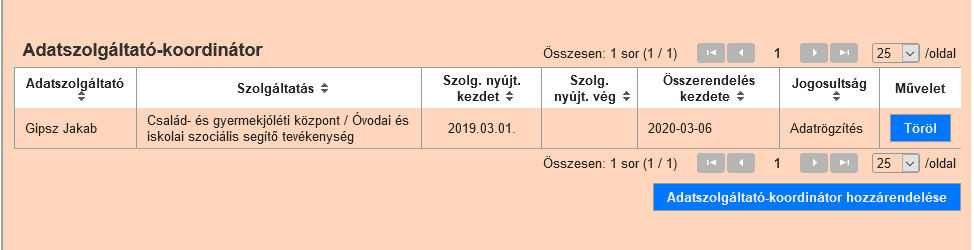 Adatszolgáltató-koordinátor
Összesen: 1 sor (1 / 1) 1 25 /oldal
Adatszolgáltató
Szolgáltatás
Szolg. nyújt.
kezdet
Szolg.
nyújt. vég
Összerendelés
kezdete
Jogosultság
Művelet
Gipsz Jakab
Család- és gyermekjóléti központ / Óvodai és
iskolai szociális segítő tevékenység
2019.03.01.
2020-03-06
Adatrögzítés
Töröl
Összesen: 1 sor (1 / 1) 1 25 /oldal
Adatszolgáltató-koordinátor hozzárendelése